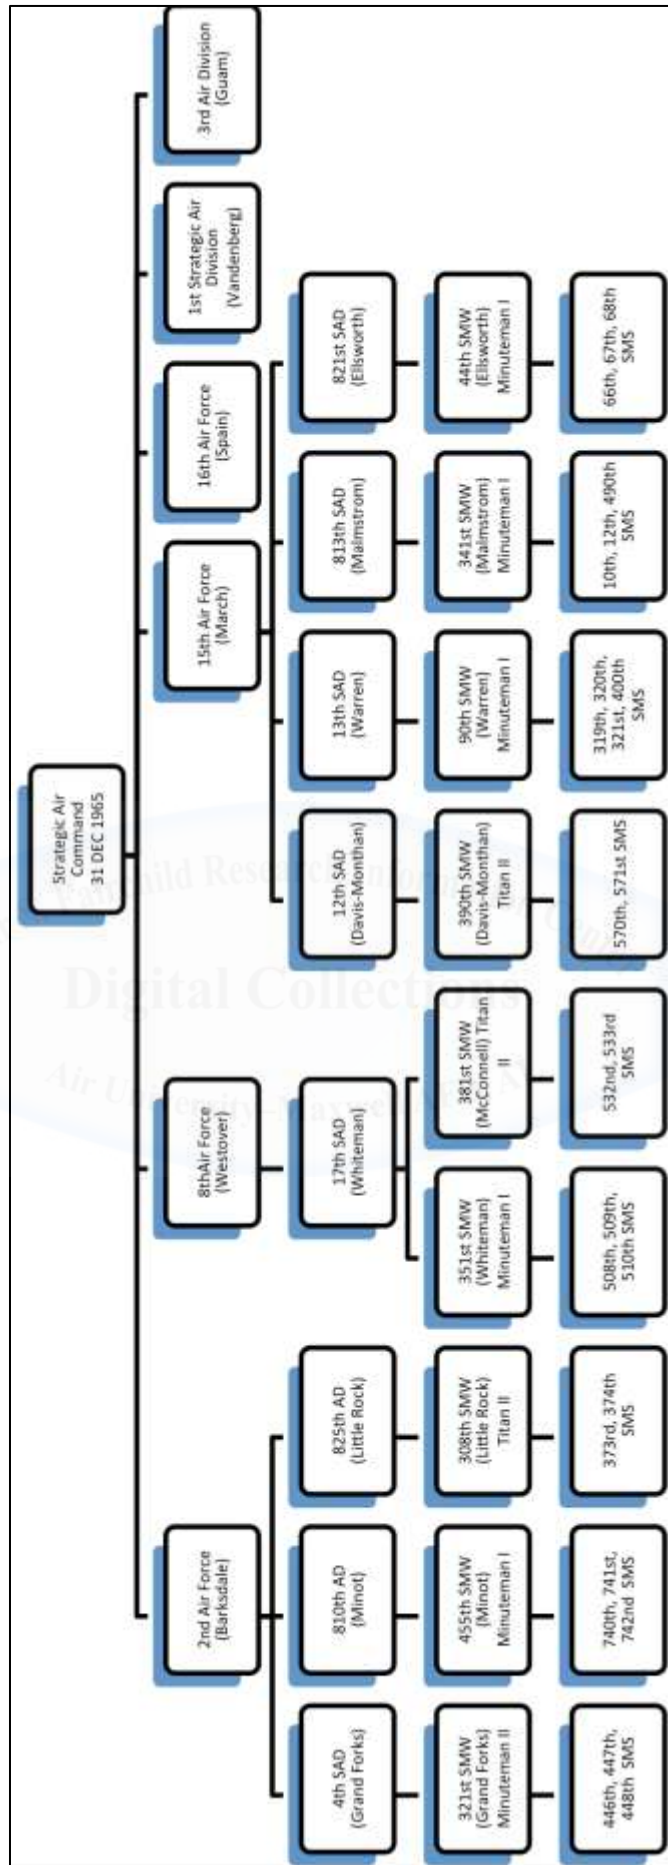 Strategic Air
Command
31 DEC 1965
2nd Air Force
(Barksdale)
8thAir Force
(Westover)
15th Air Force
(March)
16th Air Force
(Spain)
1st Strategic Air
Division
(Vandenberg)
3rd Air Division
(Guam)
4th SAD
(Grand Forks)
810th AD
(Minot)
825th AD
(Little Rock)
17th SAD
(Whiteman)
12th SAD
(Davis-Monthan)
13th SAD
(Warren)
813th SAD
(Malmstrom)
821st SAD
(Ellsworth)
321st SMW
(Grand Forks)
Minuteman II
455th SMW
(Minot)
Minuteman I
308th SMW
(Little Rock)
Titan II
351st SMW
(Whiteman)
Minuteman I
381st SMW
(McConnell) Titan
II
390th SMW
(Davis-Monthan)
Titan II
90th SMW
(Warren)
Minuteman I
341st SMW
(Malmstrom)
Minuteman I
44th SMW
(Ellsworth)
Minuteman I
446th, 447th,
448th SMS
740th, 741st,
742nd SMS
373rd, 374th
SMS
508th, 509th,
510th SMS
532nd, 533rd
SMS
570th, 571st SMS
319th, 320th,
321st, 400th
SMS
10th, 12th, 490th
SMS
66th, 67th, 68th
SMS
Research
Digital Collections
Air University-Maxwell